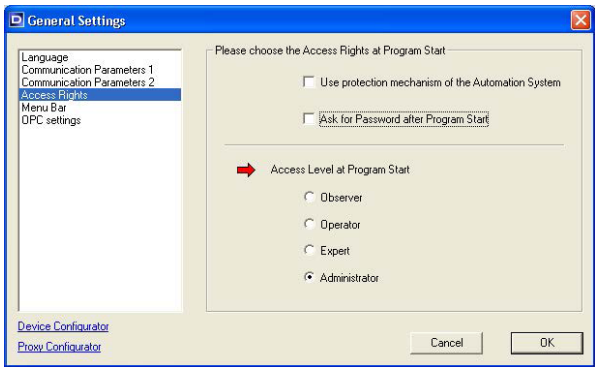 General Settings
Language
Communication Parameters 1
Communication Parameters 2
Access Rights
Menu Bar
OPC settings
Please choose the Access Rights at Program Start
Use protection mechanism of the Automation System
Ask for Password after Program Start
Access Level at Program Start
Observer
Operator
Expert
Administrator
Device Configurator
Proxy Configurator
Cancel
OK